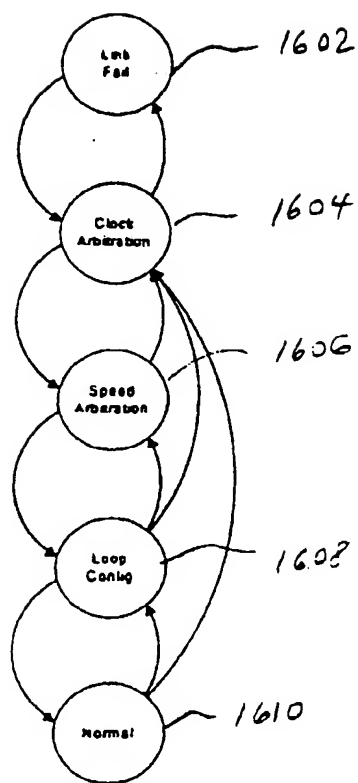 Link
Fail
1602
Clock
Arbitration
1604
Speed
Arbitration
1606
Loop
Config
1608
Normal
1610